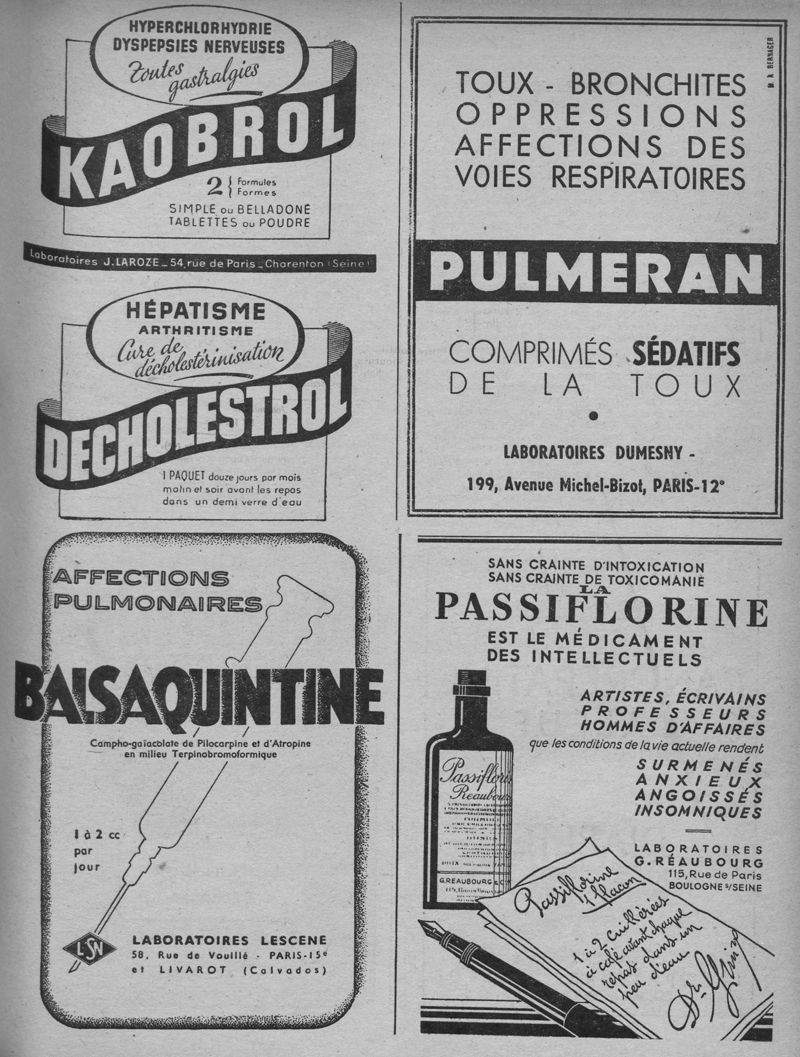 HYPERCHLORHYDRIE
DYSPEPSIES NERVEUSES
Toutes
gastralgies
KAOBROL
2 } Formules
Formes
SIMPLE ou BELLADONÉ
TABLETTES ou POUDRE
Laboratoires J. LAROZE _ 54, rue de Paris _ Charenton (Seine)
HÉPATISME
ARTHRITISME
Cure de
décholestérinisation
DECHOLESTROL
1 PAQUET douze jours par mois
matin et soir avant les repas
dans un demi verre d'eau
AFFECTIONS
PULMONAIRES
BALSAQUINTINE
Campho-gaïacolate de Pilocarpine et d'Atropine
en milieu Terpinobromoformique
1 à 2 cc
par
jour
LSN
LABORATOIRES LESCENE
58, Rue de Vouillé - PARIS-15e
et LIVAROT (Calvados)
M. A. BERNAGER
TOUX - BRONCHITES
OPPRESSIONS
AFFECTIONS DES
VOIES RESPIRATOIRES
PULMERAN
COMPRIMÉS SÉDATIFS
DE LA TOUX
•
LABORATOIRES DUMESNY -
199, Avenue Michel-Bizot, PARIS-12e
SANS CRAINTE D'INTOXICATION
SANS CRAINTE DE TOXICOMANIE
LA
PASSIFLORINE
EST LE MÉDICAMENT
DES INTELLECTUELS
ARTISTES, ÉCRIVAINS
PROFESSEURS
HOMMES D'AFFAIRES
que les conditions de la vie actuelle rendent
SURMENÉS
ANXIEUX
ANGOISSÉS
INSOMNIQUES
LABORATOIRES
G. RÉAUBOURG
115, Rue de Paris
BOULOGNE s/SEINE
Passiflori
Réaubour
G. REAUBOURG &
Passiflorine
1 flacon
1 à 2 cuillérées
à café avant chaque
repas dans un
peu d'eau
Dr